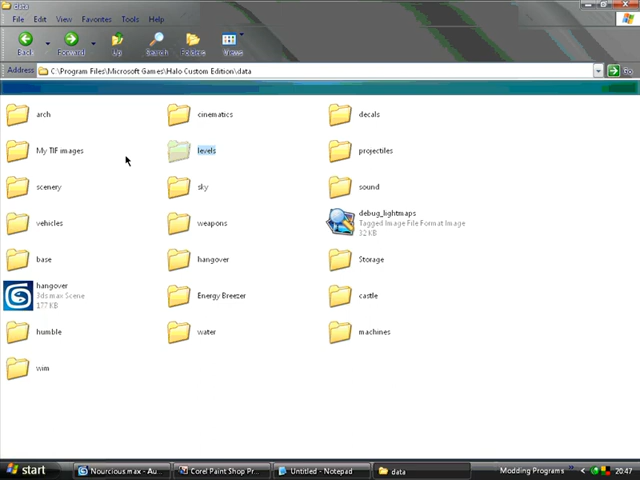 data
File Edit View Favorites Tools Help
Back Forward Up Search Folders Views
Address C:\Program Files\Microsoft Games\Halo Custom Edition\data Go
arch cinematics decals
My TIF images levels projectiles
scenery sky sound
vehicles weapons debug_lightmaps
Tagged Image File Format Image
32 KB
base hangover Storage
hangover
3ds max Scene
177 KB
Energy Breezer castle
humble water machines
wim
start Nourcious max - Au... Corel Paint Shop Pr... Untitled - Notepad data Modding Programs » 20:47